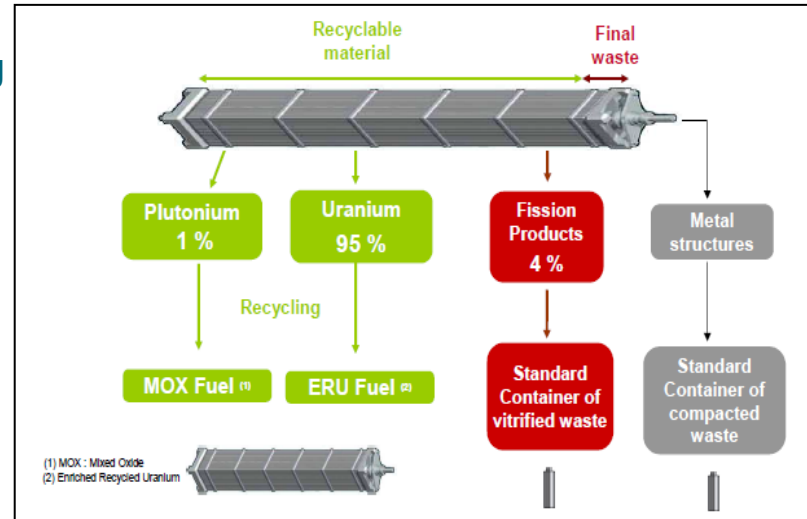 Recyclable
material
Final
waste
Plutonium
1 %
Uranium
95 %
Fission
Products
4 %
Metal
structures
Recycling
MOX Fuel (1)
ERU Fuel (2)
Standard
Container of
vitrified waste
Standard
Container of
compacted
waste
(1) MOX : Mixed Oxide
(2) Enriched Recycled Uranium